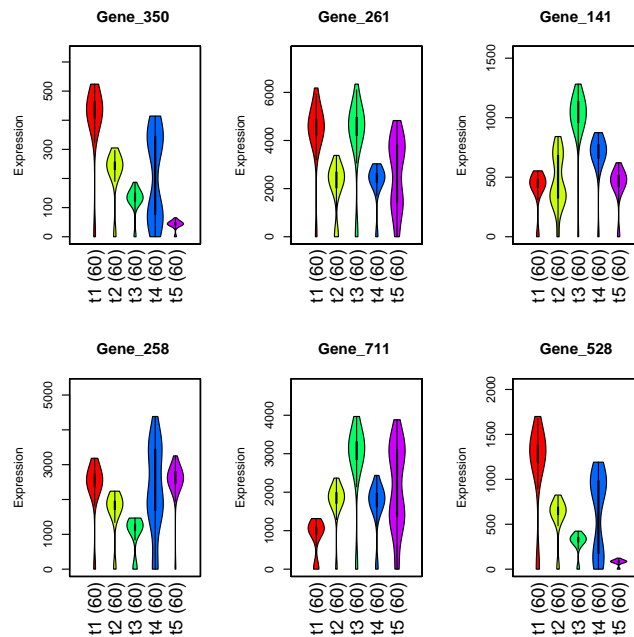 Gene_350
Expression
0
100
300
500
t1 (60)
t2 (60)
t3 (60)
t4 (60)
t5 (60)
Gene_261
Expression
0
2000
4000
6000
t1 (60)
t2 (60)
t3 (60)
t4 (60)
t5 (60)
Gene_141
Expression
0
500
1000
1500
t1 (60)
t2 (60)
t3 (60)
t4 (60)
t5 (60)
Gene_258
Expression
0
1000
3000
5000
t1 (60)
t2 (60)
t3 (60)
t4 (60)
t5 (60)
Gene_711
Expression
0
1000
2000
3000
4000
t1 (60)
t2 (60)
t3 (60)
t4 (60)
t5 (60)
Gene_528
Expression
0
500
1000
1500
2000
t1 (60)
t2 (60)
t3 (60)
t4 (60)
t5 (60)